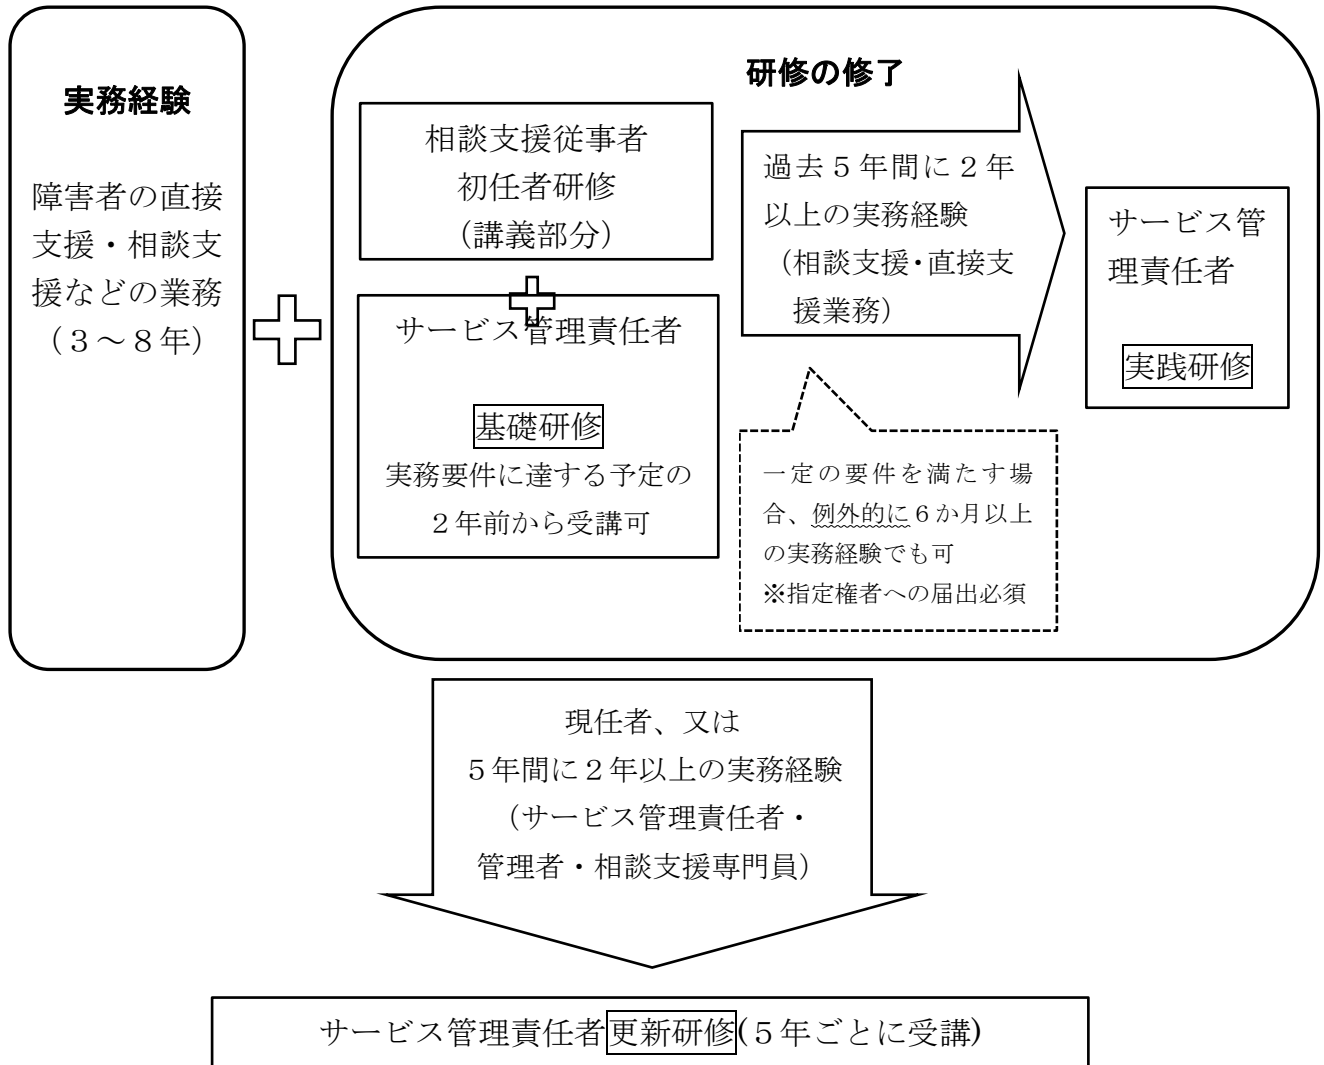 実務経験
障害者の直接
支援・相談支
援などの業務
（３～８年）
研修の修了
相談支援従事者
初任者研修
（講義部分）
サービス管理責任者
基礎研修
実務要件に達する予定の
２年前から受講可
過去５年間に２年
以上の実務経験
（相談支援・直接支
援業務）
一定の要件を満たす場
合、例外的に６か月以上
の実務経験でも可
※指定権者への届出必須
サービス管
理責任者
実践研修
現任者、又は
５年間に２年以上の実務経験
（サービス管理責任者・
管理者・相談支援専門員）
サービス管理責任者更新研修(５年ごとに受講)